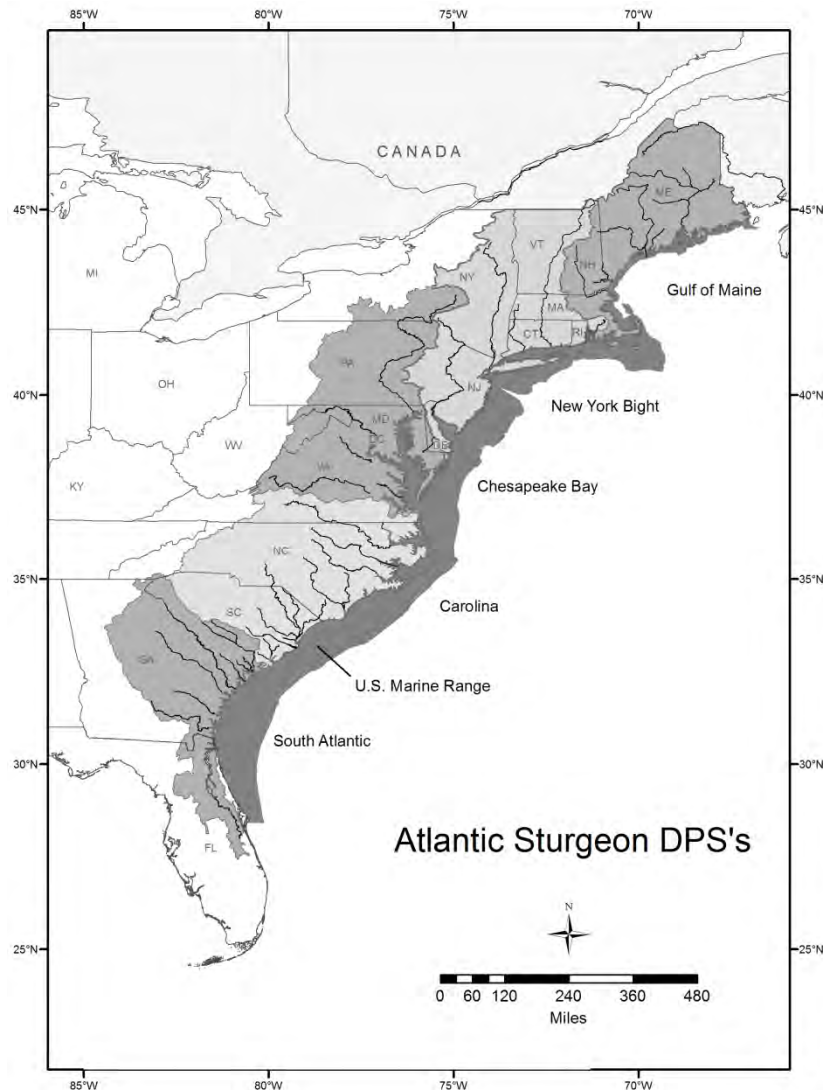 85°W 80°W 75°W 70°W
CANADA
45°N 45°N
ME
VT
NH
MI
NY
Gulf of Maine
MA
CT RI
PA
40°N 40°N
OH
NJ
New York Bight
MD
DC DE
WV
VA
Chesapeake Bay
KY
NC
35°N 35°N
SC
Carolina
GA
U.S. Marine Range
South Atlantic
30°N 30°N
Atlantic Sturgeon DPS's
FL
N
25°N 25°N
0 60 120 240 360 480
Miles
85°W 80°W 75°W 70°W